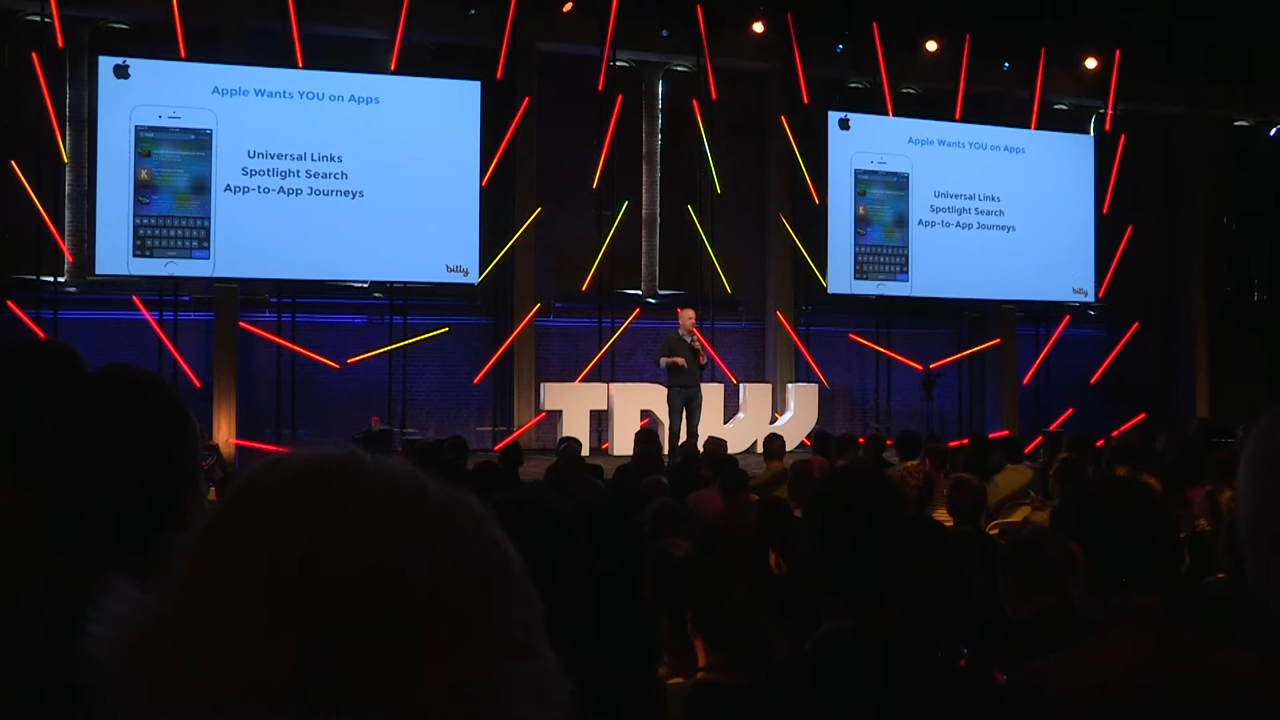 Apple Wants YOU on Apps
Universal Links
Spotlight Search
App-to-App Journeys
bitly
Apple Wants YOU on Apps
Universal Links
Spotlight Search
App-to-App Journeys
bitly
TNW